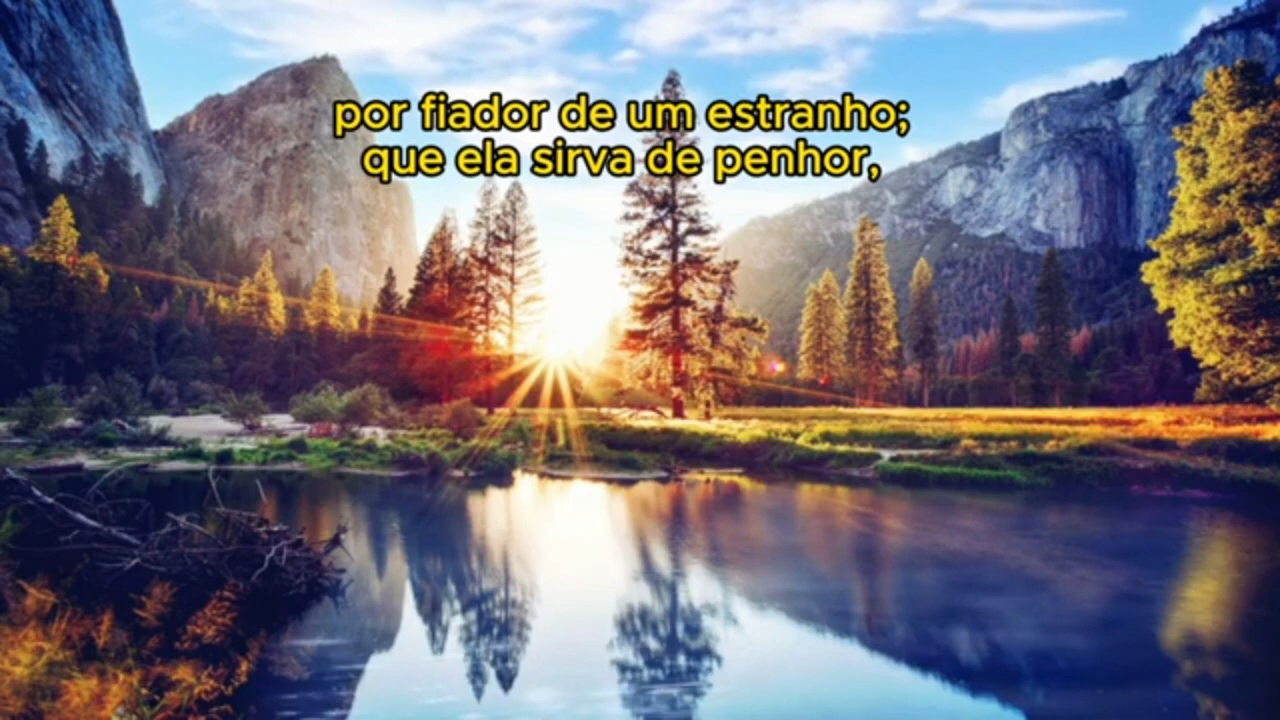 por fiador de um estranho;
que ela sirva de penhor,